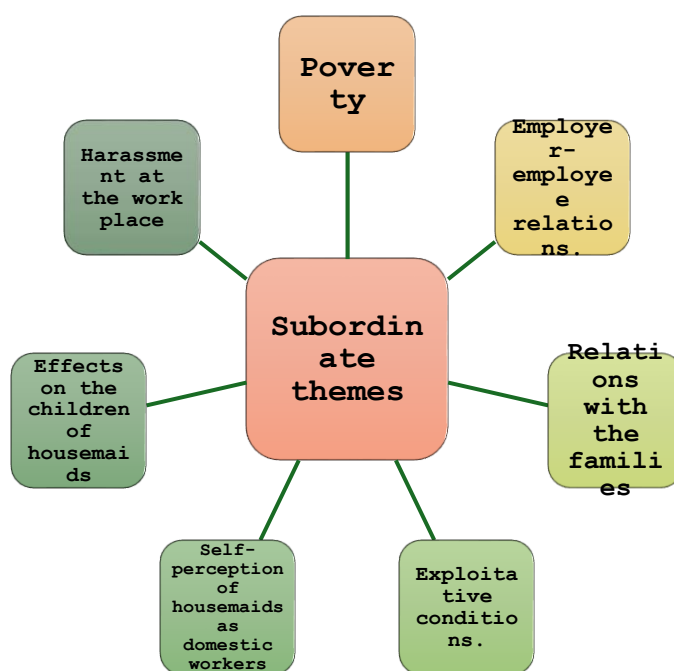 Pover
ty
Employe
r-
employe
e
relatio
ns.
Relati
ons
with
the
famili
es
Exploita
tive
conditio
ns.
Self-
perception
of
housemaids
as
domestic
workers
Effects
on the
children
of
housemai
ds
Harassme
nt at
the work
place
Subordin
ate
themes